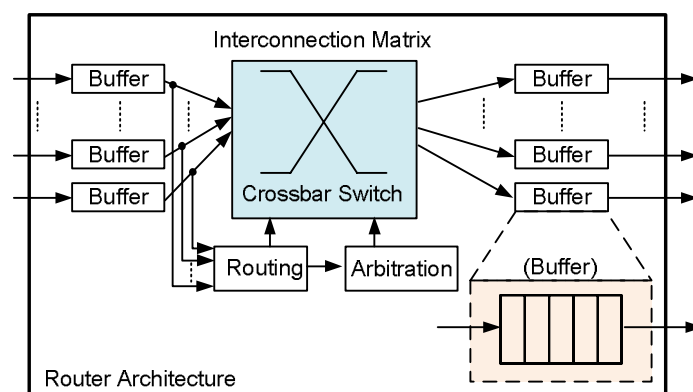 Interconnection Matrix
Buffer
Buffer
Buffer
Buffer
Buffer
Buffer
Crossbar Switch
Routing
Arbitration
(Buffer)
Router Architecture